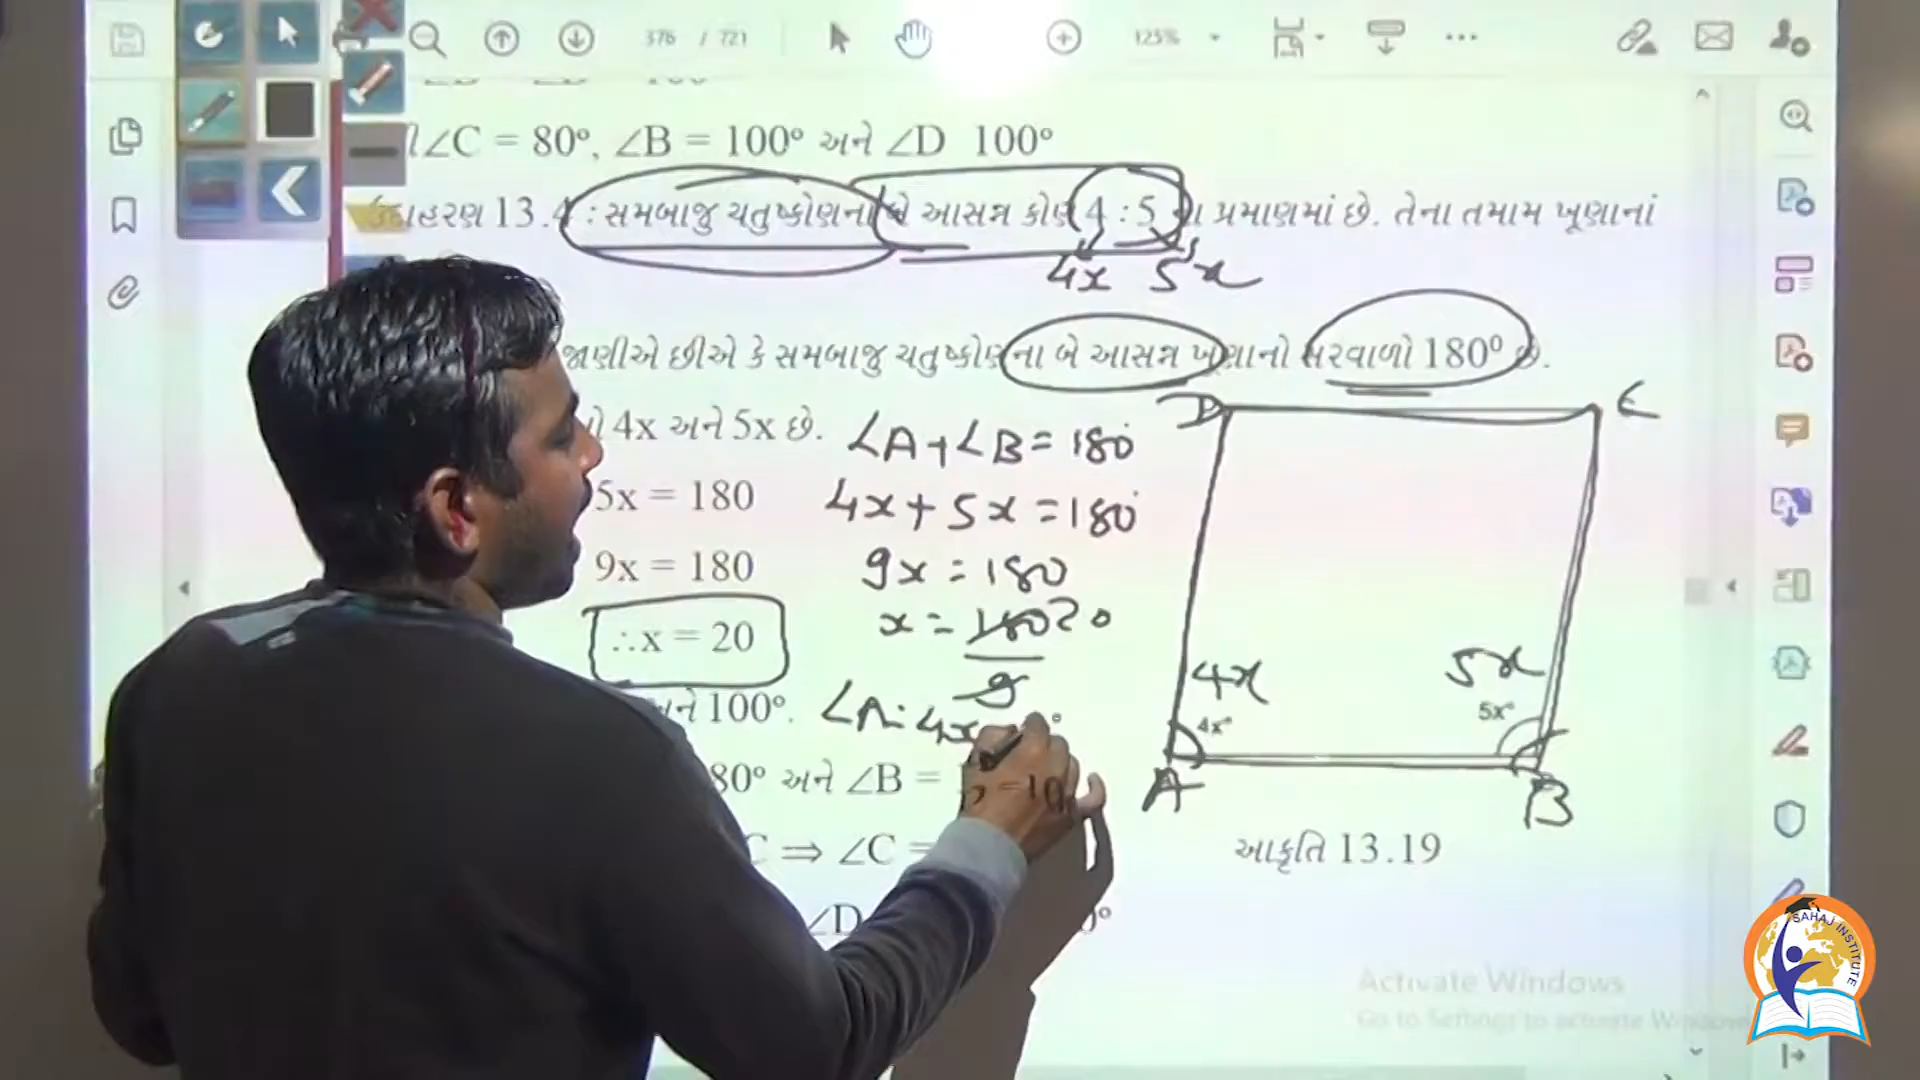 376 / 721
125%
∠C = 80°, ∠B = 100° અને ∠D 100°
ઉદાહરણ 13.4 : સમબાજુ ચતુષ્કોણના બે આસન્ન કોણ 4 : 5 ના પ્રમાણમાં છે. તેના તમામ ખૂણાનાં
4x 5x
જાણીએ છીએ કે સમબાજુ ચતુષ્કોણના બે આસન્ન ખૂણાનો સરવાળો 180° છે.
D C
4x અને 5x છે. ∠A+∠B=180°
5x = 180 4x+5x=180°
9x = 180 9x=180
∴x = 20 x=180 20
9
4x 5x
અને 100°. ∠A=4x
4x° 5x°
80° અને ∠B =
A B
C ⇒ ∠C =
આકૃતિ 13.19
∠D
Activate Windows
Go to Settings to activate Windows
SAHAJ INSTITUTE